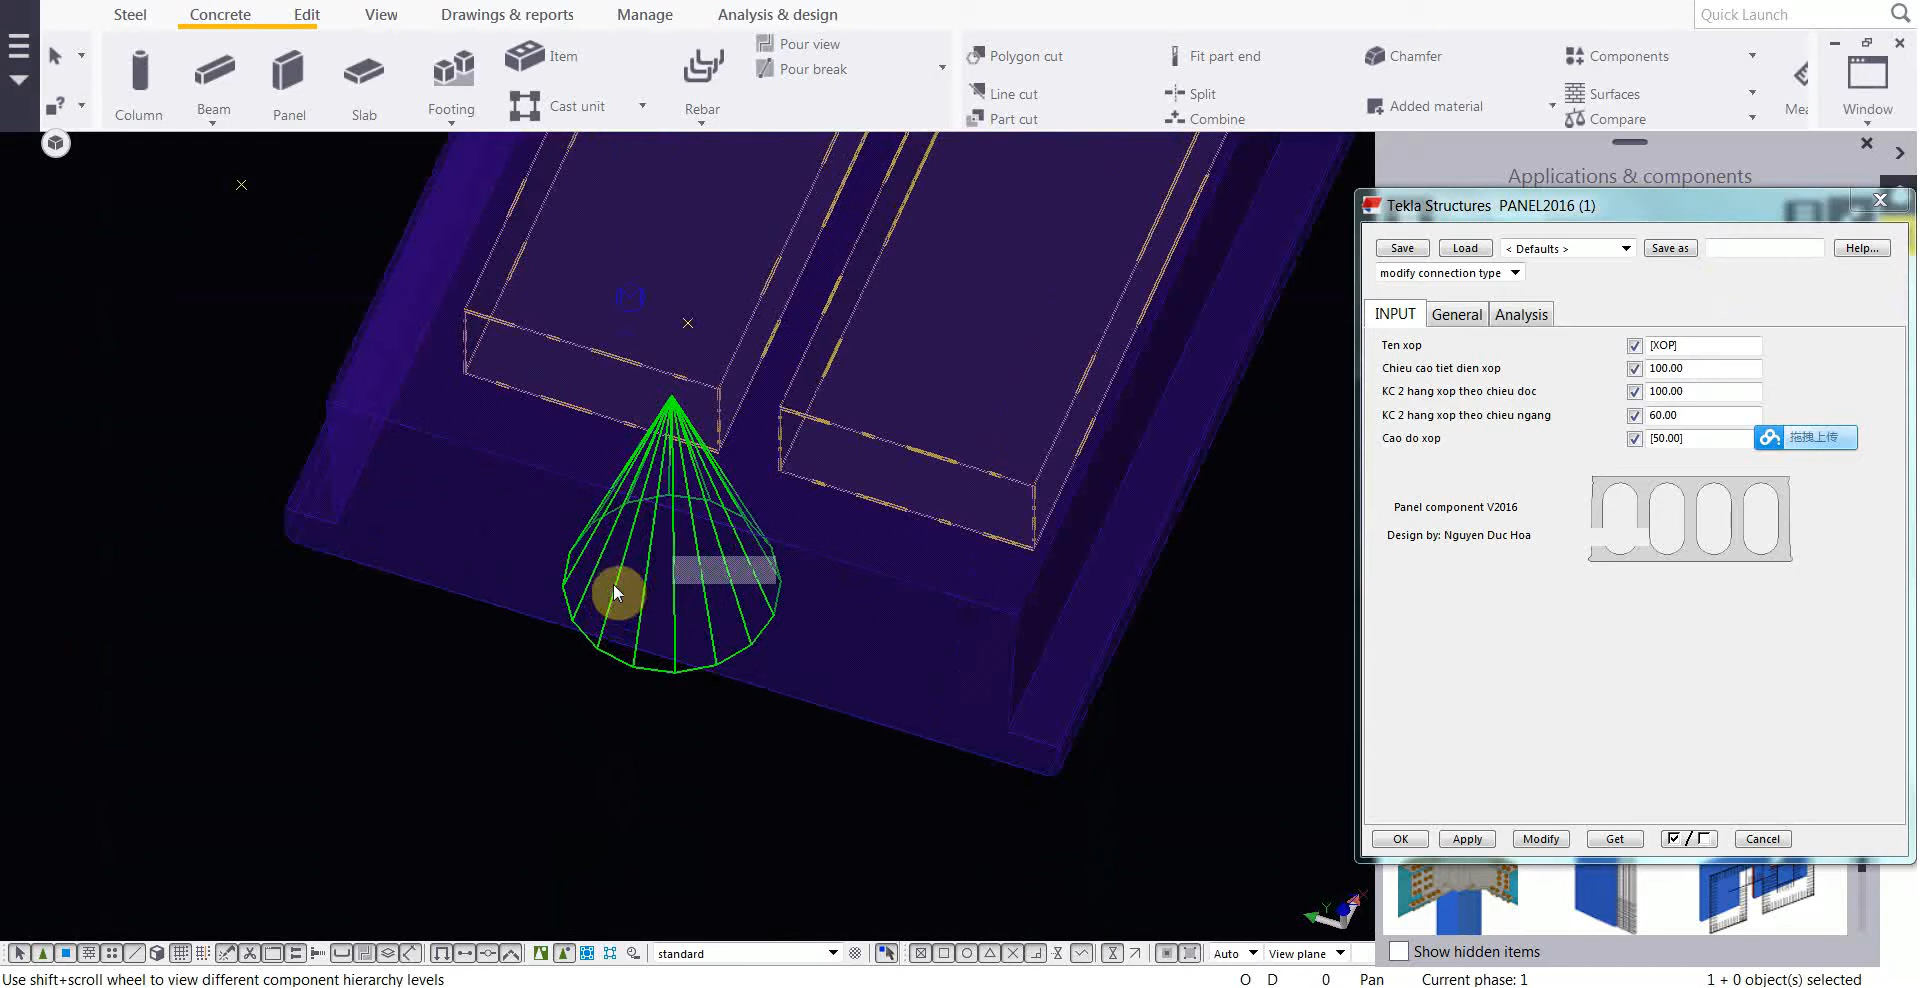 Steel Concrete Edit View Drawings & reports Manage Analysis & design
Quick Launch
Column
Beam
Panel
Slab
Footing
Item
Cast unit
Rebar
Pour view
Pour break
Polygon cut
Line cut
Part cut
Fit part end
Split
Combine
Chamfer
Added material
Components
Surfaces
Compare
Mea
Window
Applications & components
Tekla Structures PANEL2016 (1)
Save Load < Defaults > Save as Help...
modify connection type
INPUT General Analysis
Ten xop [XOP]
Chieu cao tiet dien xop 100.00
KC 2 hang xop theo chieu doc 100.00
KC 2 hang xop theo chieu ngang 60.00
Cao do xop [50.00] 拖拽上传
Panel component V2016
Design by: Nguyen Duc Hoa
OK Apply Modify Get / Cancel
Show hidden items
standard Auto View plane
Use shift+scroll wheel to view different component hierarchy levels O D 0 Pan Current phase: 1 1 + 0 object(s) selected